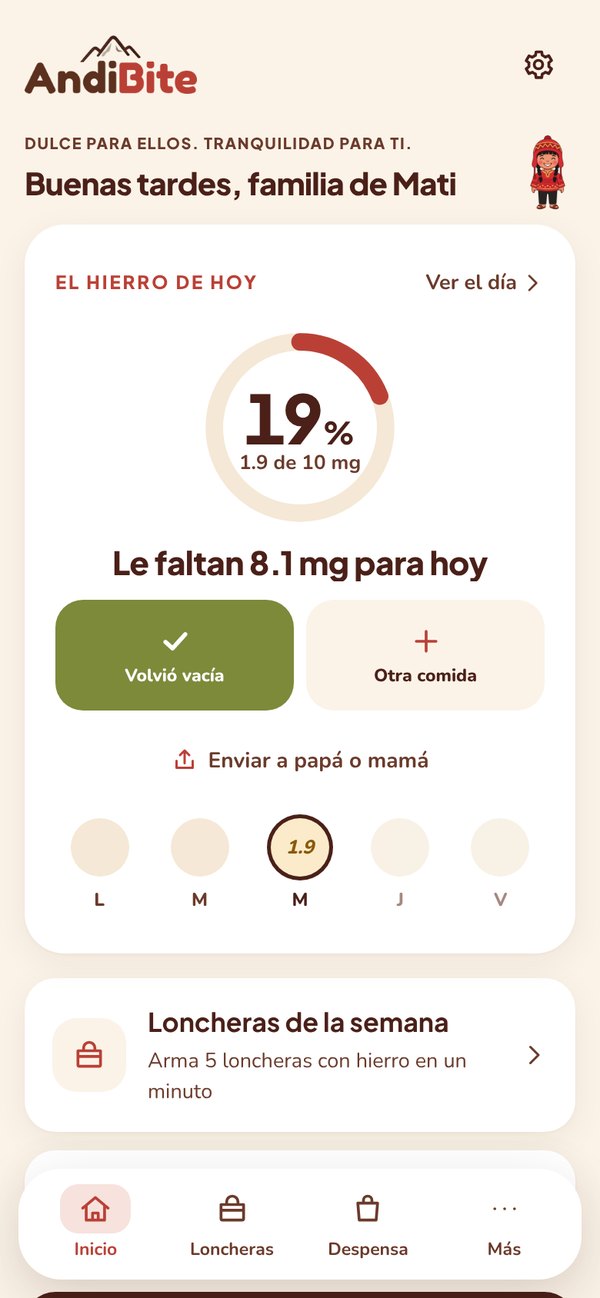 AndiBite
DULCE PARA ELLOS. TRANQUILIDAD PARA TI.
Buenas tardes, familia de Mati
EL HIERRO DE HOY
Ver el día
19%
1.9 de 10 mg
Le faltan 8.1 mg para hoy
Volvió vacía
Otra comida
Enviar a papá o mamá
1.9
L M M J V
Loncheras de la semana
Arma 5 loncheras con hierro en un
minuto
Inicio Loncheras Despensa Más